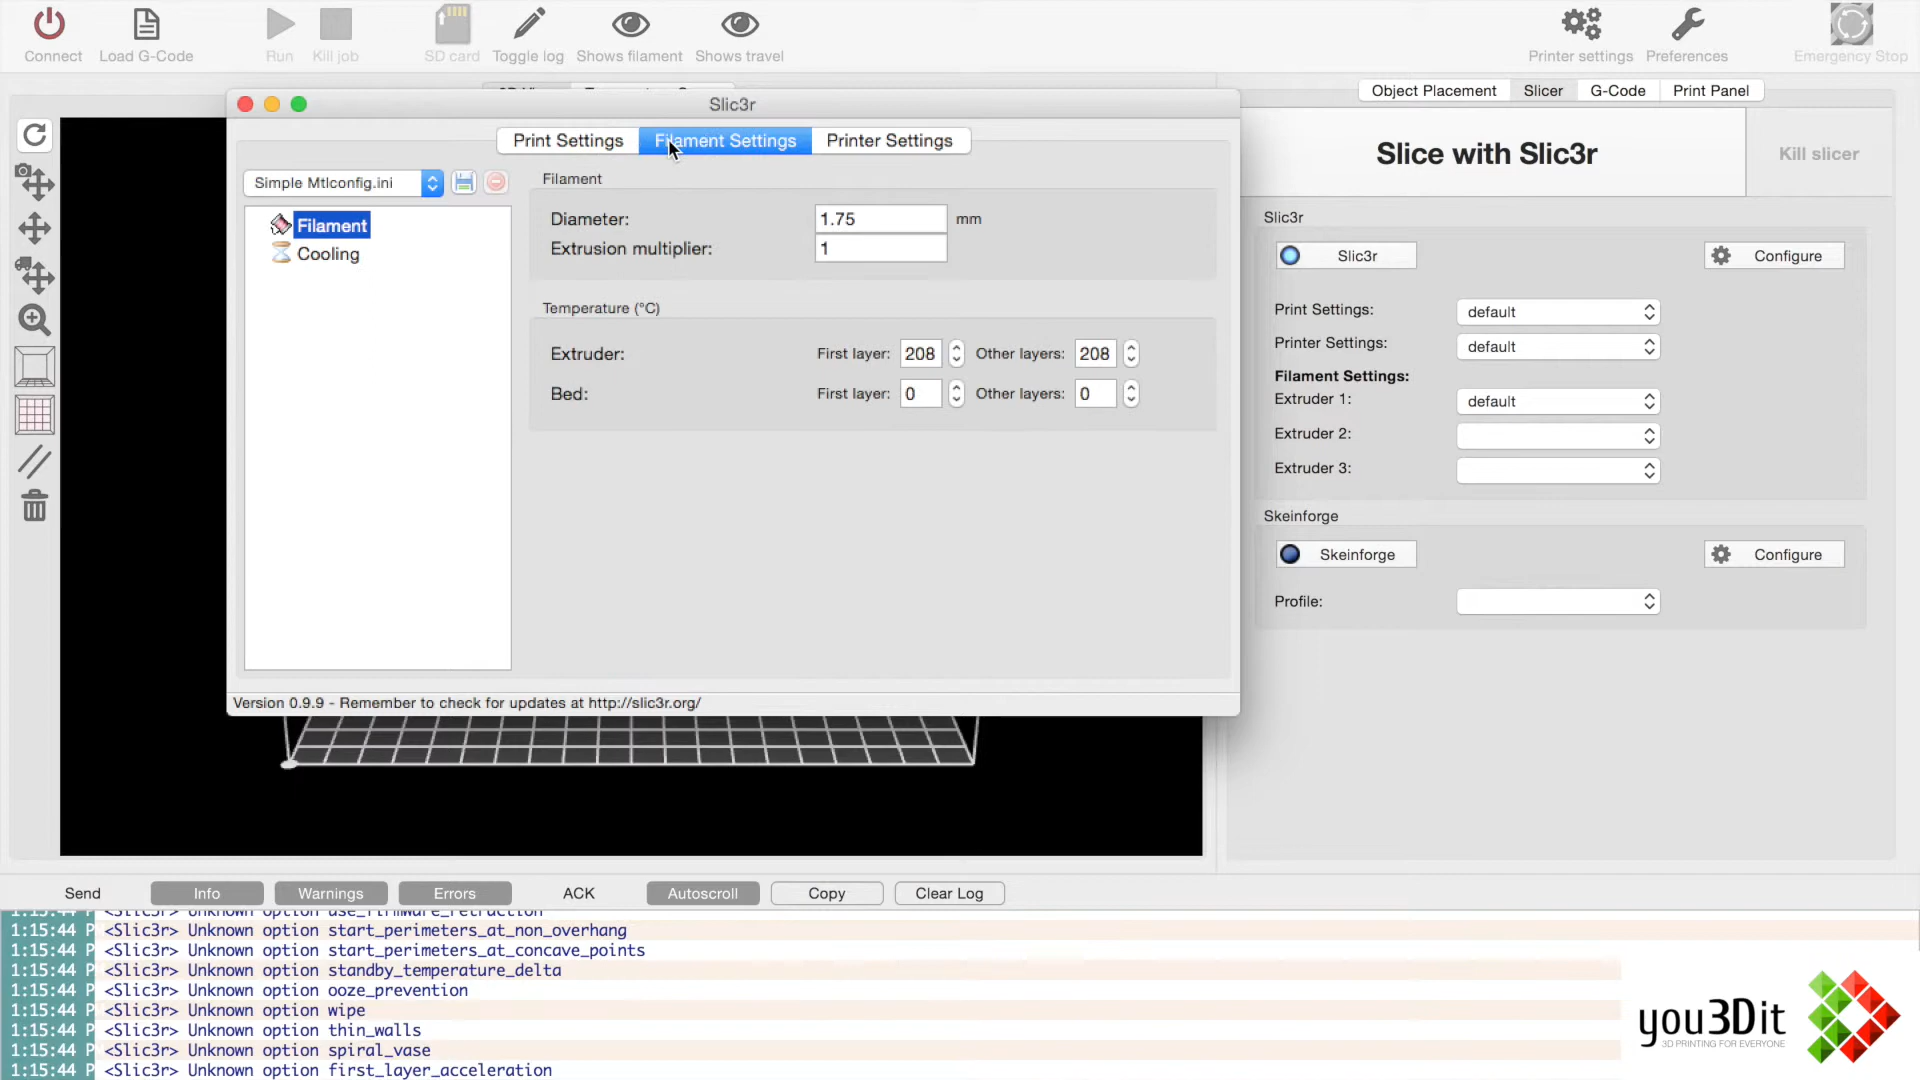 Connect
Load G-Code
Run
Kill job
SD card
Toggle log
Shows filament
Shows travel
Printer settings
Preferences
Emergency Stop
Object Placement
Slicer
G-Code
Print Panel
Slic3r
Print Settings
Filament Settings
Printer Settings
Simple Mtlconfig.ini
Filament
Cooling
Filament
Diameter: 1.75 mm
Extrusion multiplier: 1
Temperature (°C)
Extruder: First layer: 208 Other layers: 208
Bed: First layer: 0 Other layers: 0
Version 0.9.9 - Remember to check for updates at http://slic3r.org/
Slice with Slic3r
Kill slicer
Slic3r
Slic3r
Configure
Print Settings: default
Printer Settings: default
Filament Settings:
Extruder 1: default
Extruder 2:
Extruder 3:
Skeinforge
Skeinforge
Configure
Profile:
Send
Info
Warnings
Errors
ACK
Autoscroll
Copy
Clear Log
1:15:44 P <Slic3r> Unknown option use_firmware_retraction
1:15:44 P <Slic3r> Unknown option start_perimeters_at_non_overhang
1:15:44 P <Slic3r> Unknown option start_perimeters_at_concave_points
1:15:44 P <Slic3r> Unknown option standby_temperature_delta
1:15:44 P <Slic3r> Unknown option ooze_prevention
1:15:44 P <Slic3r> Unknown option wipe
1:15:44 P <Slic3r> Unknown option thin_walls
1:15:44 P <Slic3r> Unknown option spiral_vase
1:15:44 P <Slic3r> Unknown option first_layer_acceleration
you3Dit
3D PRINTING FOR EVERYONE